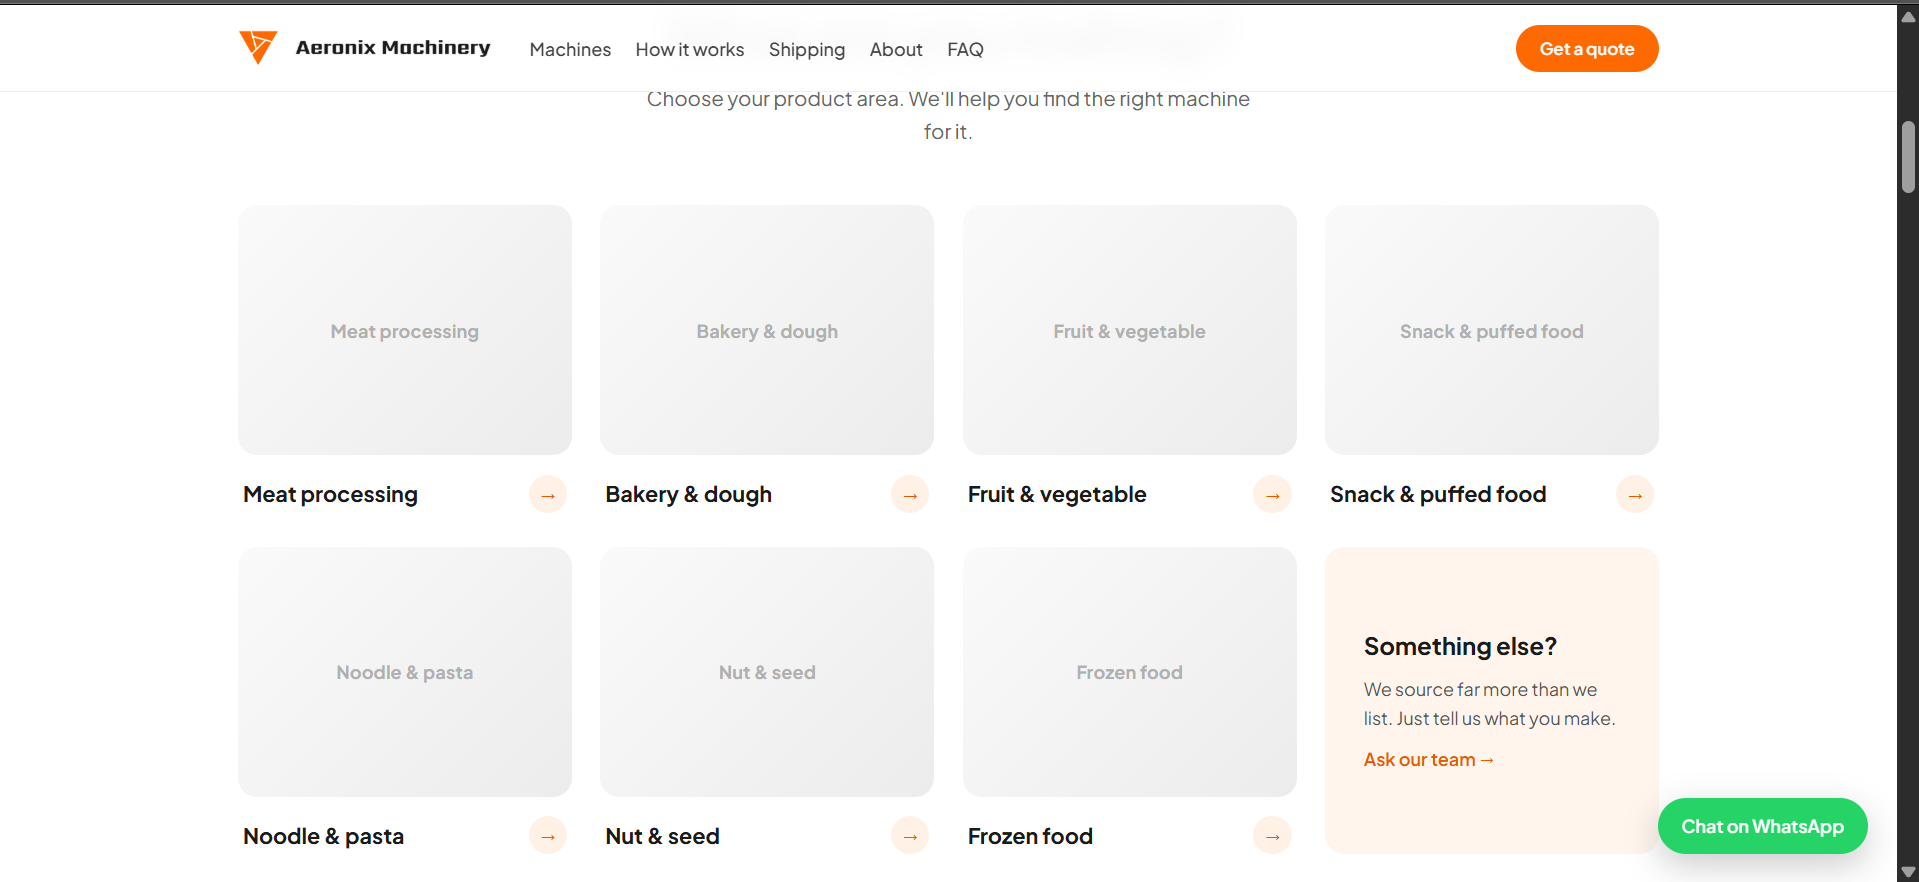 Aeronix Machinery
Machines
How it works
Shipping
About
FAQ
Get a quote
Choose your product area. We'll help you find the right machine
for it.
Meat processing
Bakery & dough
Fruit & vegetable
Snack & puffed food
Meat processing →
Bakery & dough →
Fruit & vegetable →
Snack & puffed food →
Noodle & pasta
Nut & seed
Frozen food
Something else?
We source far more than we
list. Just tell us what you make.
Ask our team →
Noodle & pasta →
Nut & seed →
Frozen food →
Chat on WhatsApp